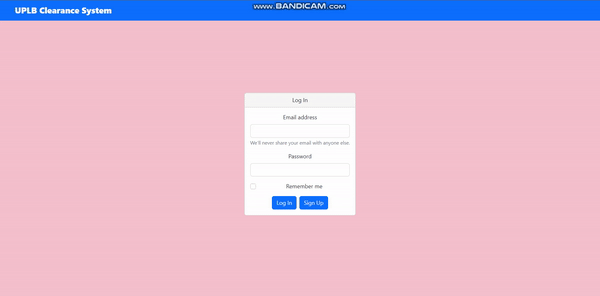 UPLB Clearance System
www.BANDICAM.com
Log In
Email address
We'll never share your email with anyone else.
Password
Remember me
Log In Sign Up